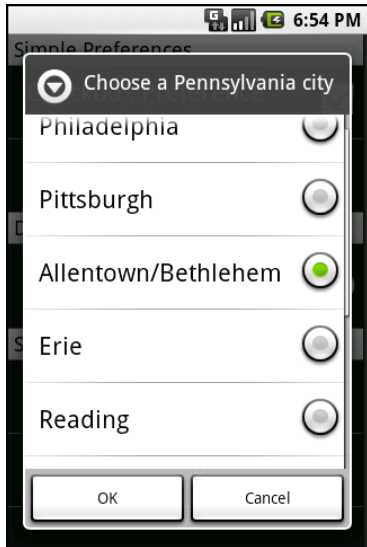 6:54 PM
Simple Preferences
Choose a Pennsylvania city
Philadelphia
Pittsburgh
Allentown/Bethlehem
Erie
Reading
OK
Cancel